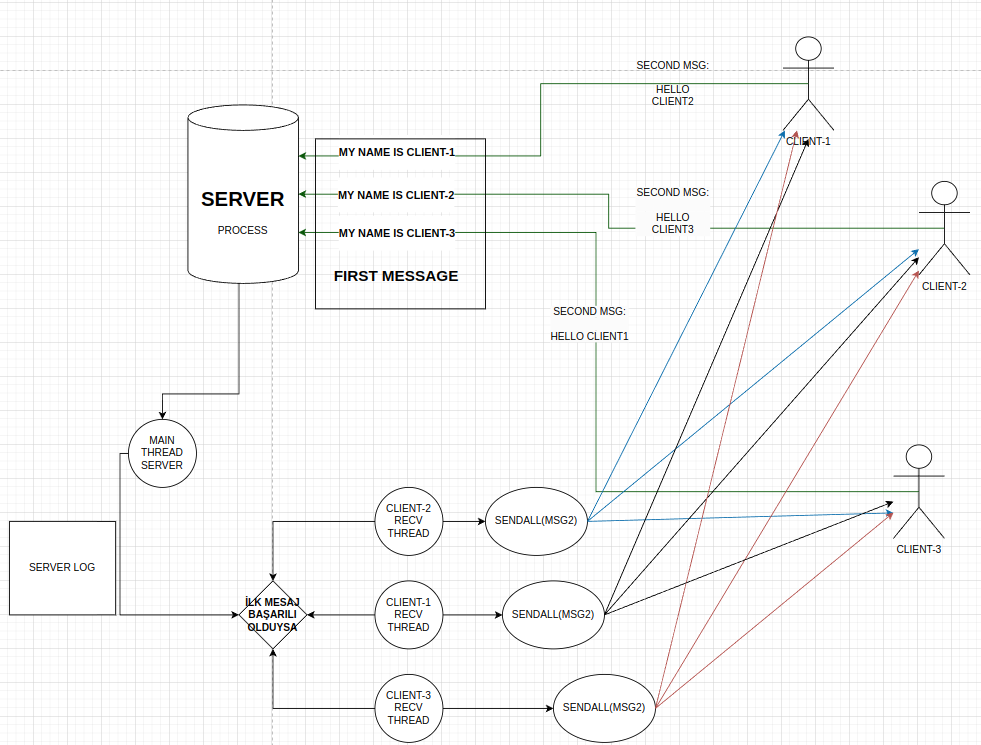 SECOND MSG:
HELLO
CLIENT2
CLIENT-1
MY NAME IS CLIENT-1
SERVER
PROCESS
MY NAME IS CLIENT-2
SECOND MSG:
HELLO
CLIENT3
MY NAME IS CLIENT-3
FIRST MESSAGE
CLIENT-2
SECOND MSG:
HELLO CLIENT1
MAIN
THREAD
SERVER
CLIENT-2
RECV
THREAD
SENDALL(MSG2)
CLIENT-3
SERVER LOG
İLK MESAJ
BAŞARILI
OLDUYSA
CLIENT-1
RECV
THREAD
SENDALL(MSG2)
CLIENT-3
RECV
THREAD
SENDALL(MSG2)